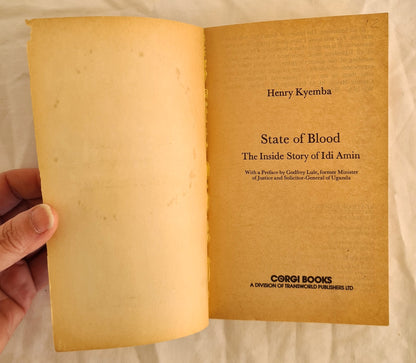 Henry Kyemba
State of Blood
The Inside Story of Idi Amin
With a Preface by Godfrey Lule, former Minister
of Justice and Solicitor-General of Uganda
CORGI BOOKS
A DIVISION OF TRANSWORLD PUBLISHERS LTD